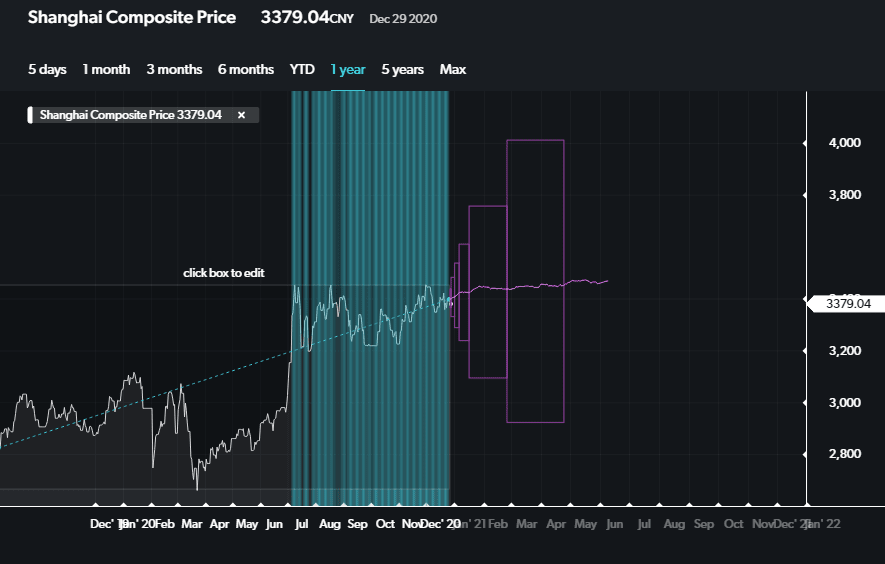 Shanghai Composite Price 3379.04CNY Dec 29 2020
5 days 1 month 3 months 6 months YTD 1 year 5 years Max
Shanghai Composite Price 3379.04 ×
4,000
3,800
click box to edit
3379.04
3,200
3,000
2,800
Dec' 'Jan' 20 Feb Mar Apr May Jun Jul Aug Sep Oct Nov Dec' 20 Jan' 21 Feb Mar Apr May Jun Jul Aug Sep Oct Nov Dec' 21 Jan' 22